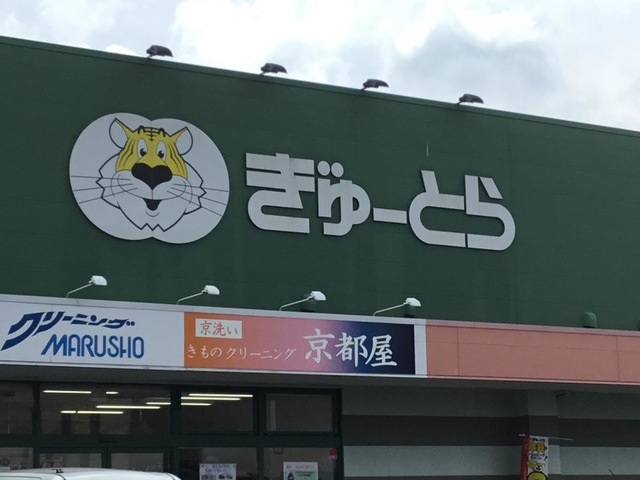 ぎゅーとら
クリーニング
MARUSHO
京洗い
きもの クリーニング 京都屋